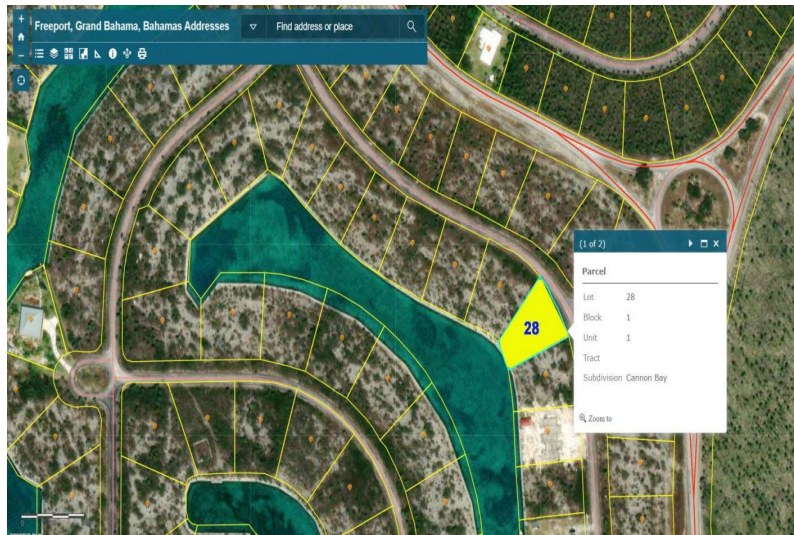 Freeport, Grand Bahama, Bahamas Addresses
Find address or place
(1 of 2)
Parcel
Lot 28
Block 1
Unit 1
Tract
Subdivision Cannon Bay
Zoom to
28
0